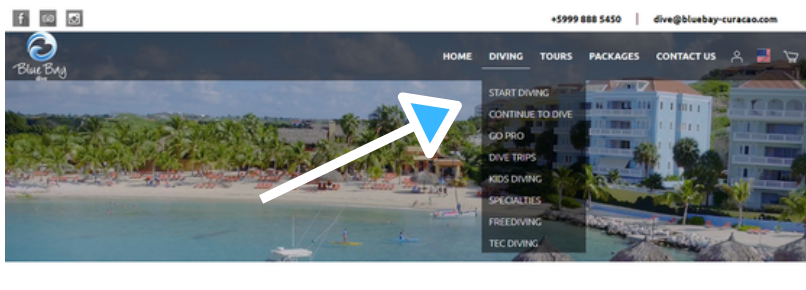 +5999 888 5450 | dive@bluebay-curacao.com
Blue Bay
dive
HOME DIVING TOURS PACKAGES CONTACT US
START DIVING
CONTINUE TO DIVE
GO PRO
DIVE TRIPS
KIDS DIVING
SPECIALTIES
FREEDIVING
TEC DIVING